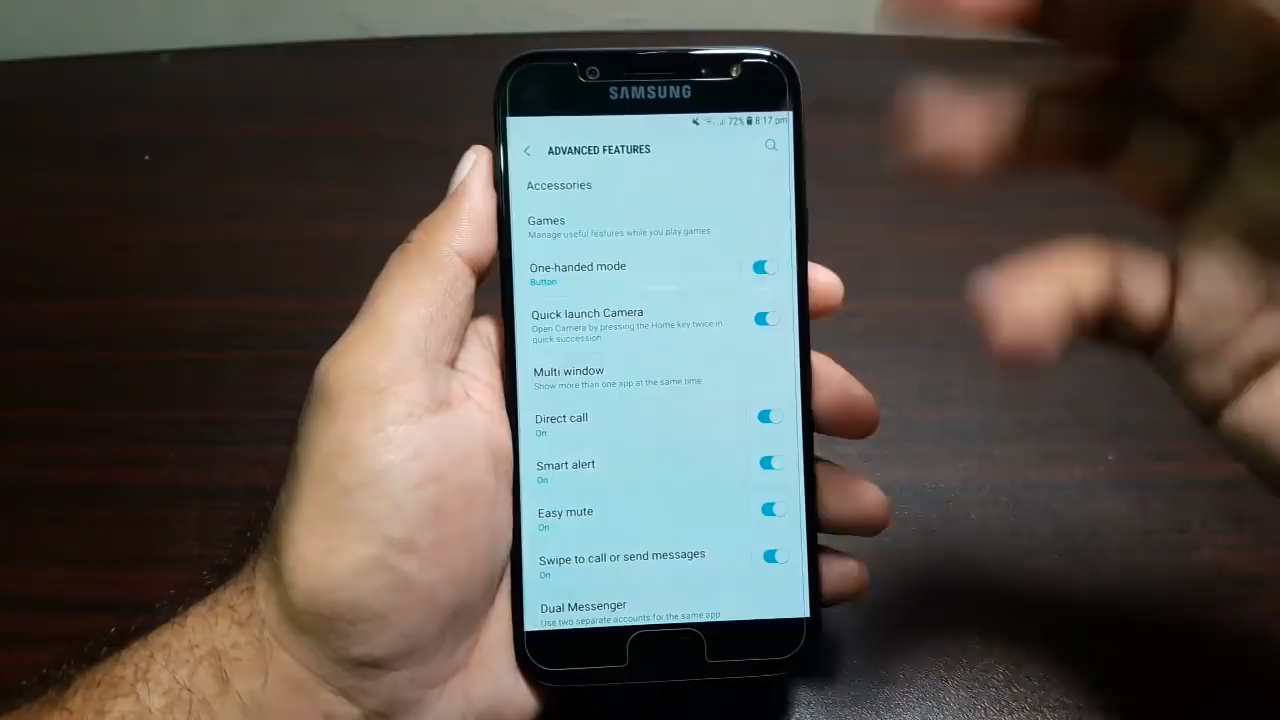 SAMSUNG
72% 8:17 pm
ADVANCED FEATURES
Accessories
Games
Manage useful features while you play games
One-handed mode
Button
Quick launch Camera
Open Camera by pressing the Home key twice in
quick succession
Multi window
Show more than one app at the same time
Direct call
On
Smart alert
On
Easy mute
On
Swipe to call or send messages
On
Dual Messenger
Use two separate accounts for the same app